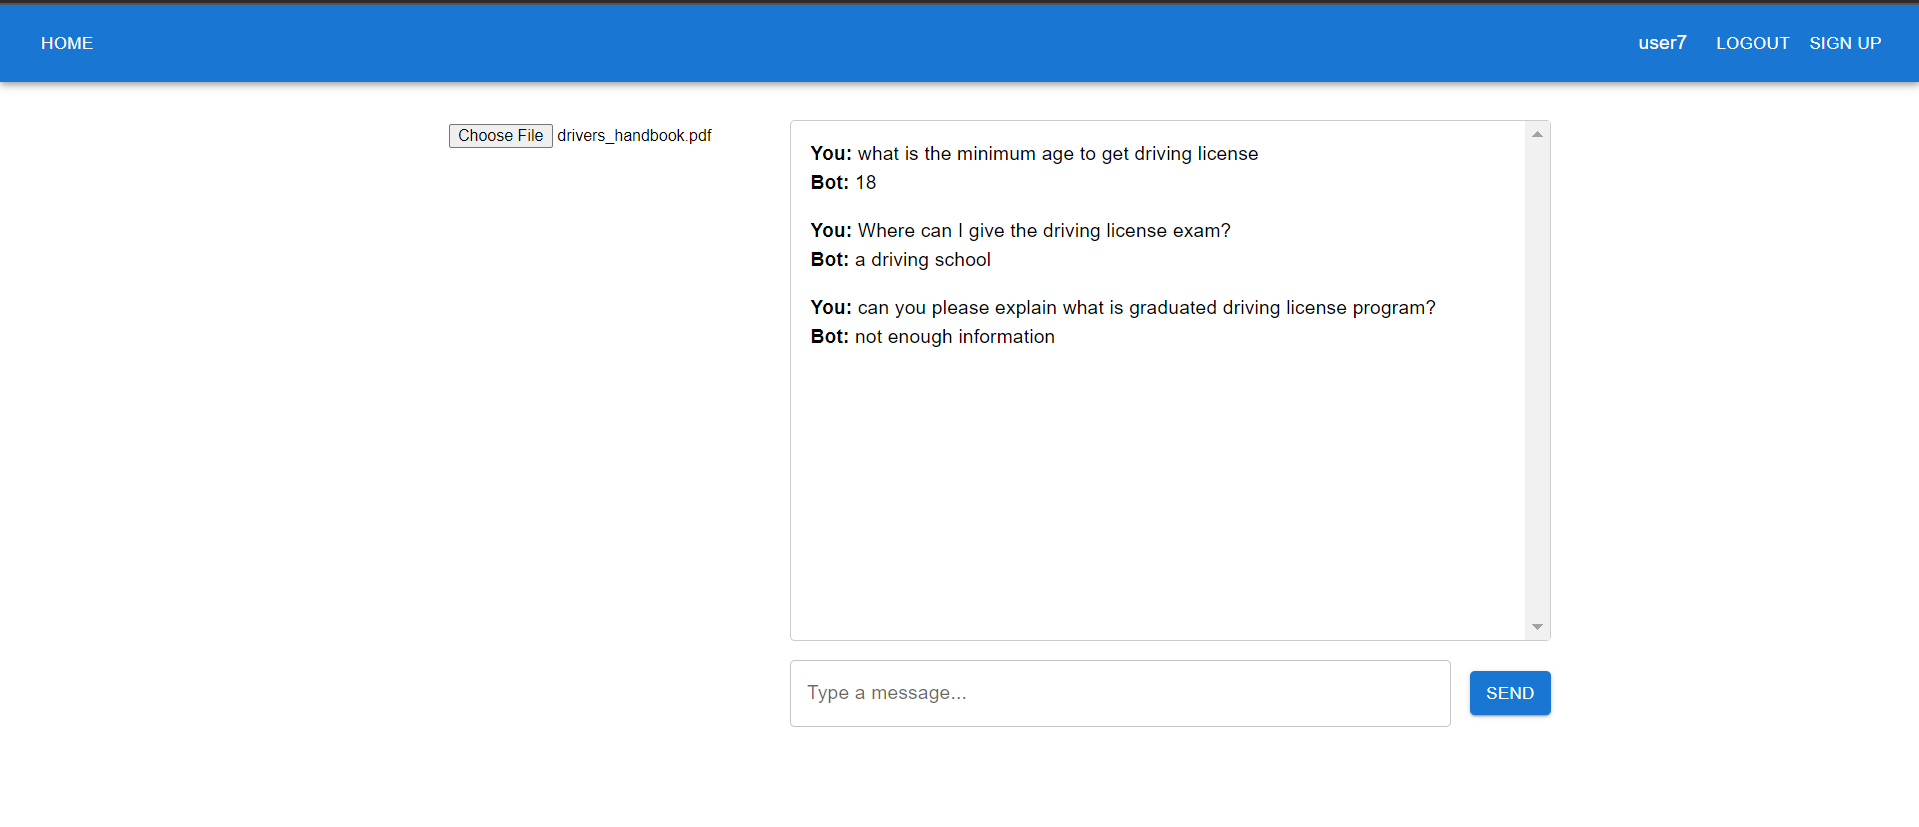 HOME
user7 LOGOUT SIGN UP
Choose File drivers_handbook.pdf
You: what is the minimum age to get driving license
Bot: 18
You: Where can I give the driving license exam?
Bot: a driving school
You: can you please explain what is graduated driving license program?
Bot: not enough information
Type a message...
SEND